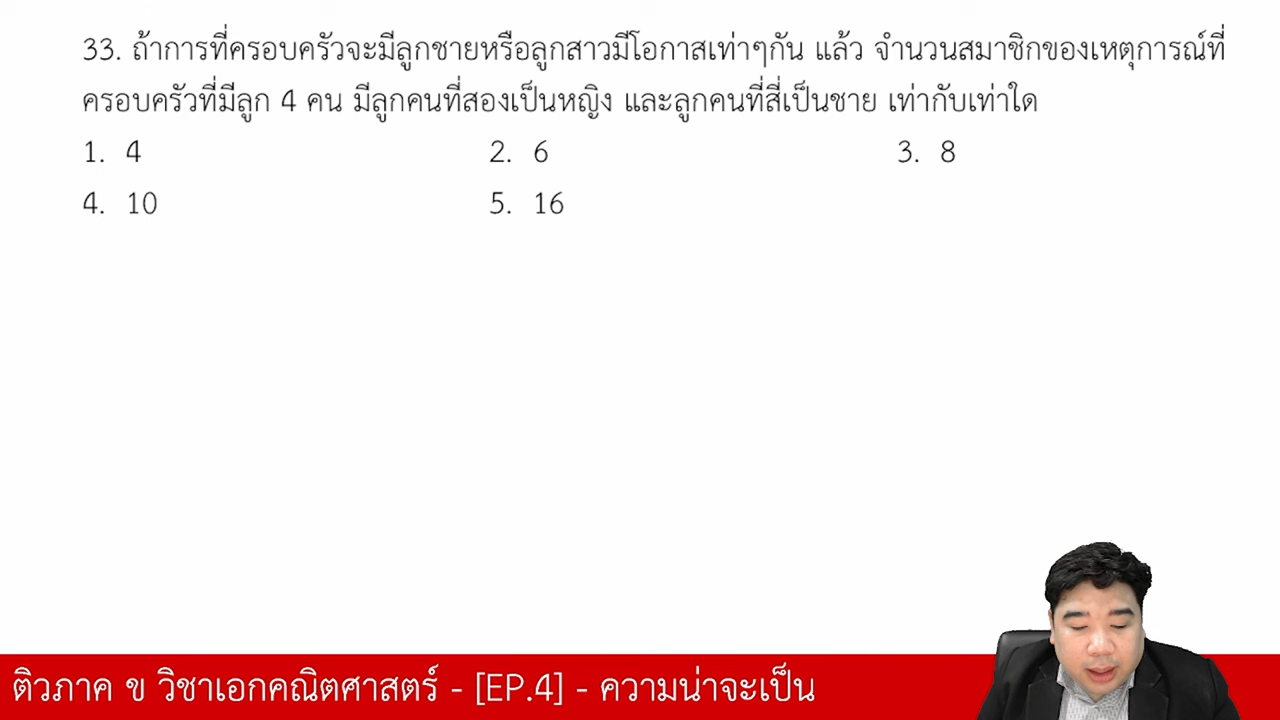 33. ถ้าการที่ครอบครัวจะมีลูกชายหรือลูกสาวมีโอกาสเท่าๆกัน แล้ว จำนวนสมาชิกของเหตุการณ์ที่
ครอบครัวที่มีลูก 4 คน มีลูกคนที่สองเป็นหญิง และลูกคนที่สี่เป็นชาย เท่ากับเท่าใด
1. 4 2. 6 3. 8
4. 10 5. 16
ติวภาค ข วิชาเอกคณิตศาสตร์ - [EP.4] - ความน่าจะเป็น